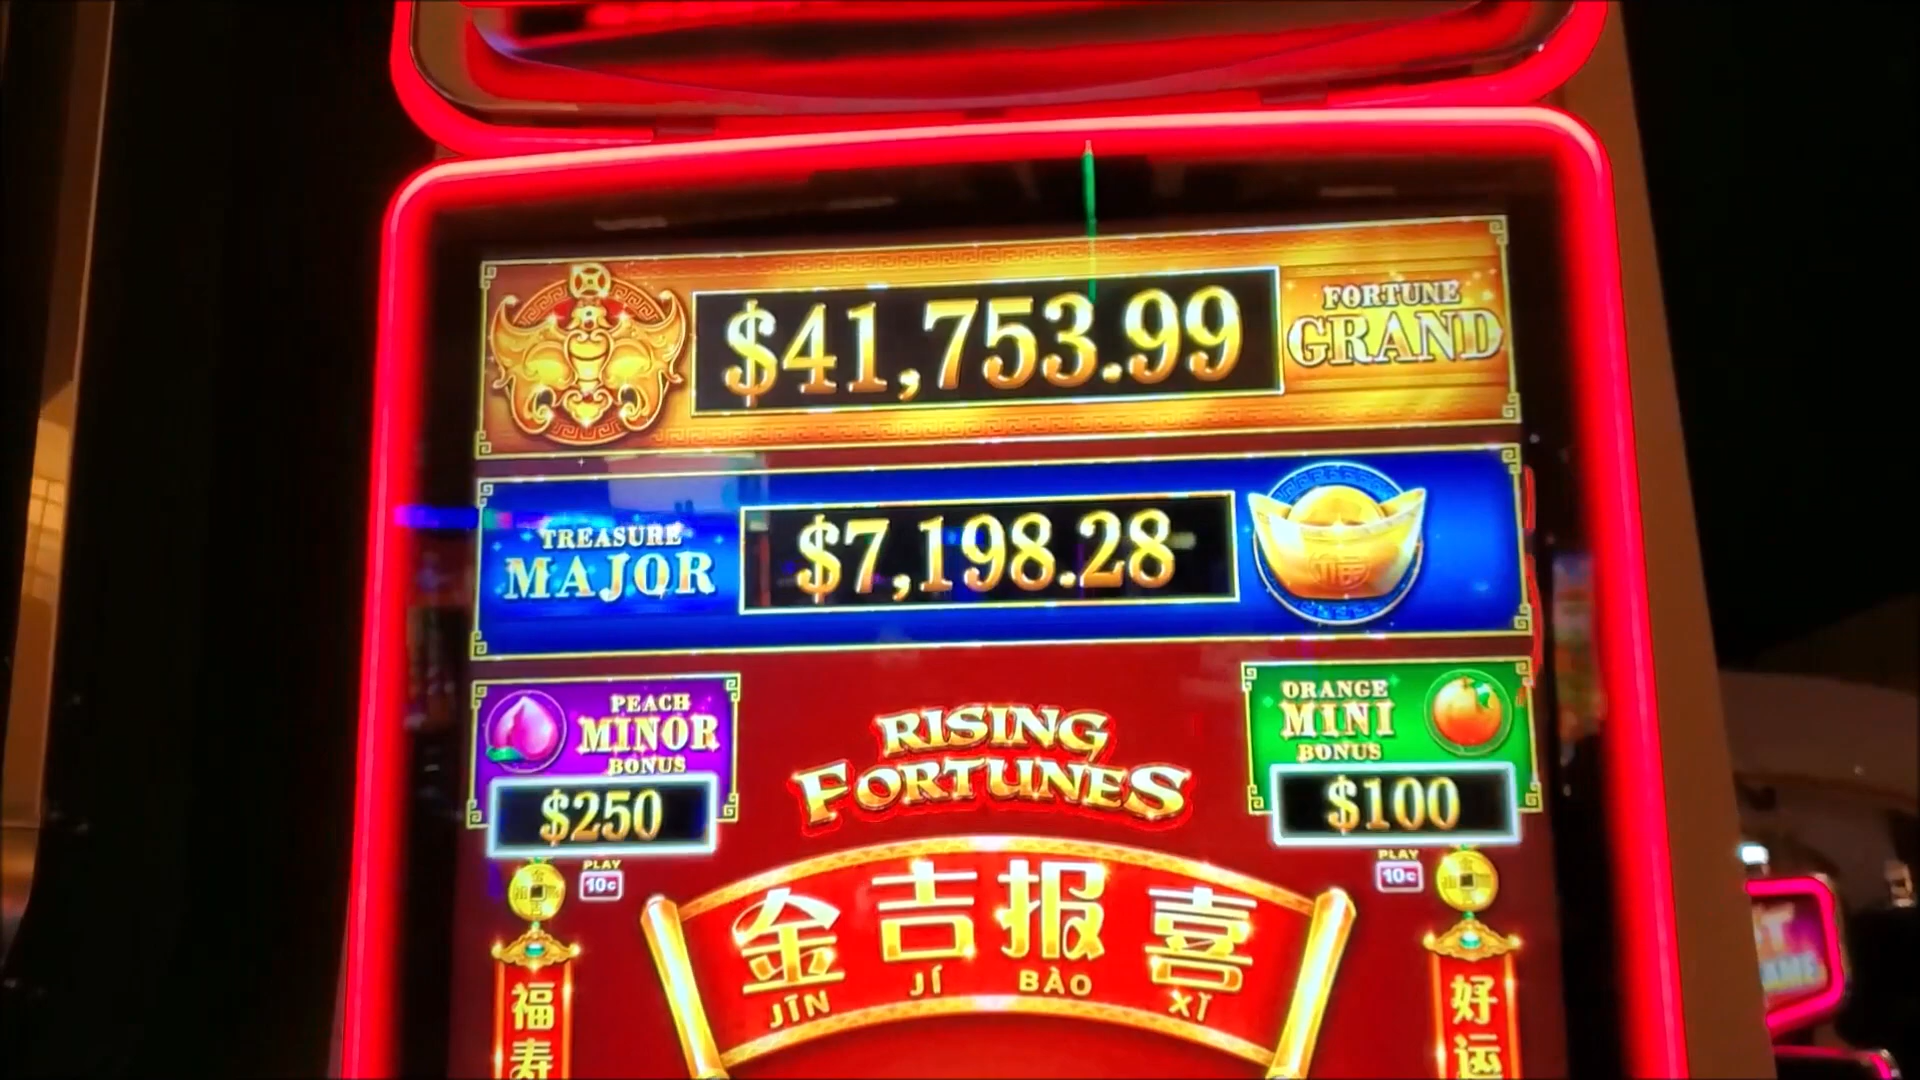 $41,753.99
FORTUNE
GRAND
TREASURE
MAJOR
$7,198.28
PEACH
MINOR
BONUS
$250
PLAY
10¢
RISING
FORTUNES
ORANGE
MINI
BONUS
$100
PLAY
10¢
金吉报喜
JĪN JÍ BÀO XǏ
福寿
好运